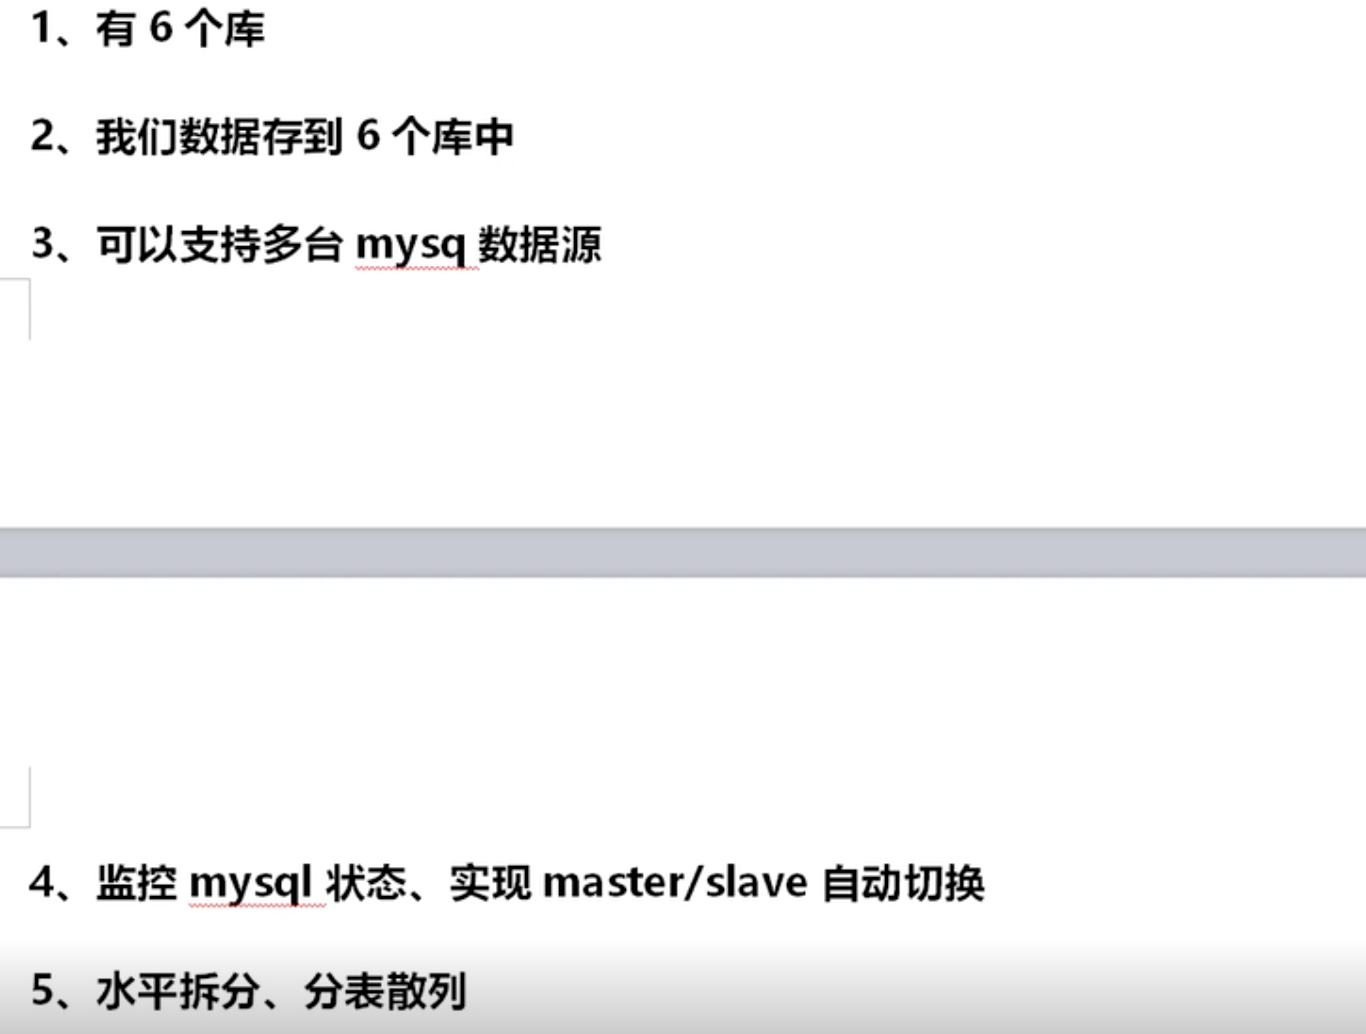 1、有 6 个库
2、我们数据存到 6 个库中
3、可以支持多台 mysq 数据源
4、监控 mysql 状态、实现 master/slave 自动切换
5、水平拆分、分表散列